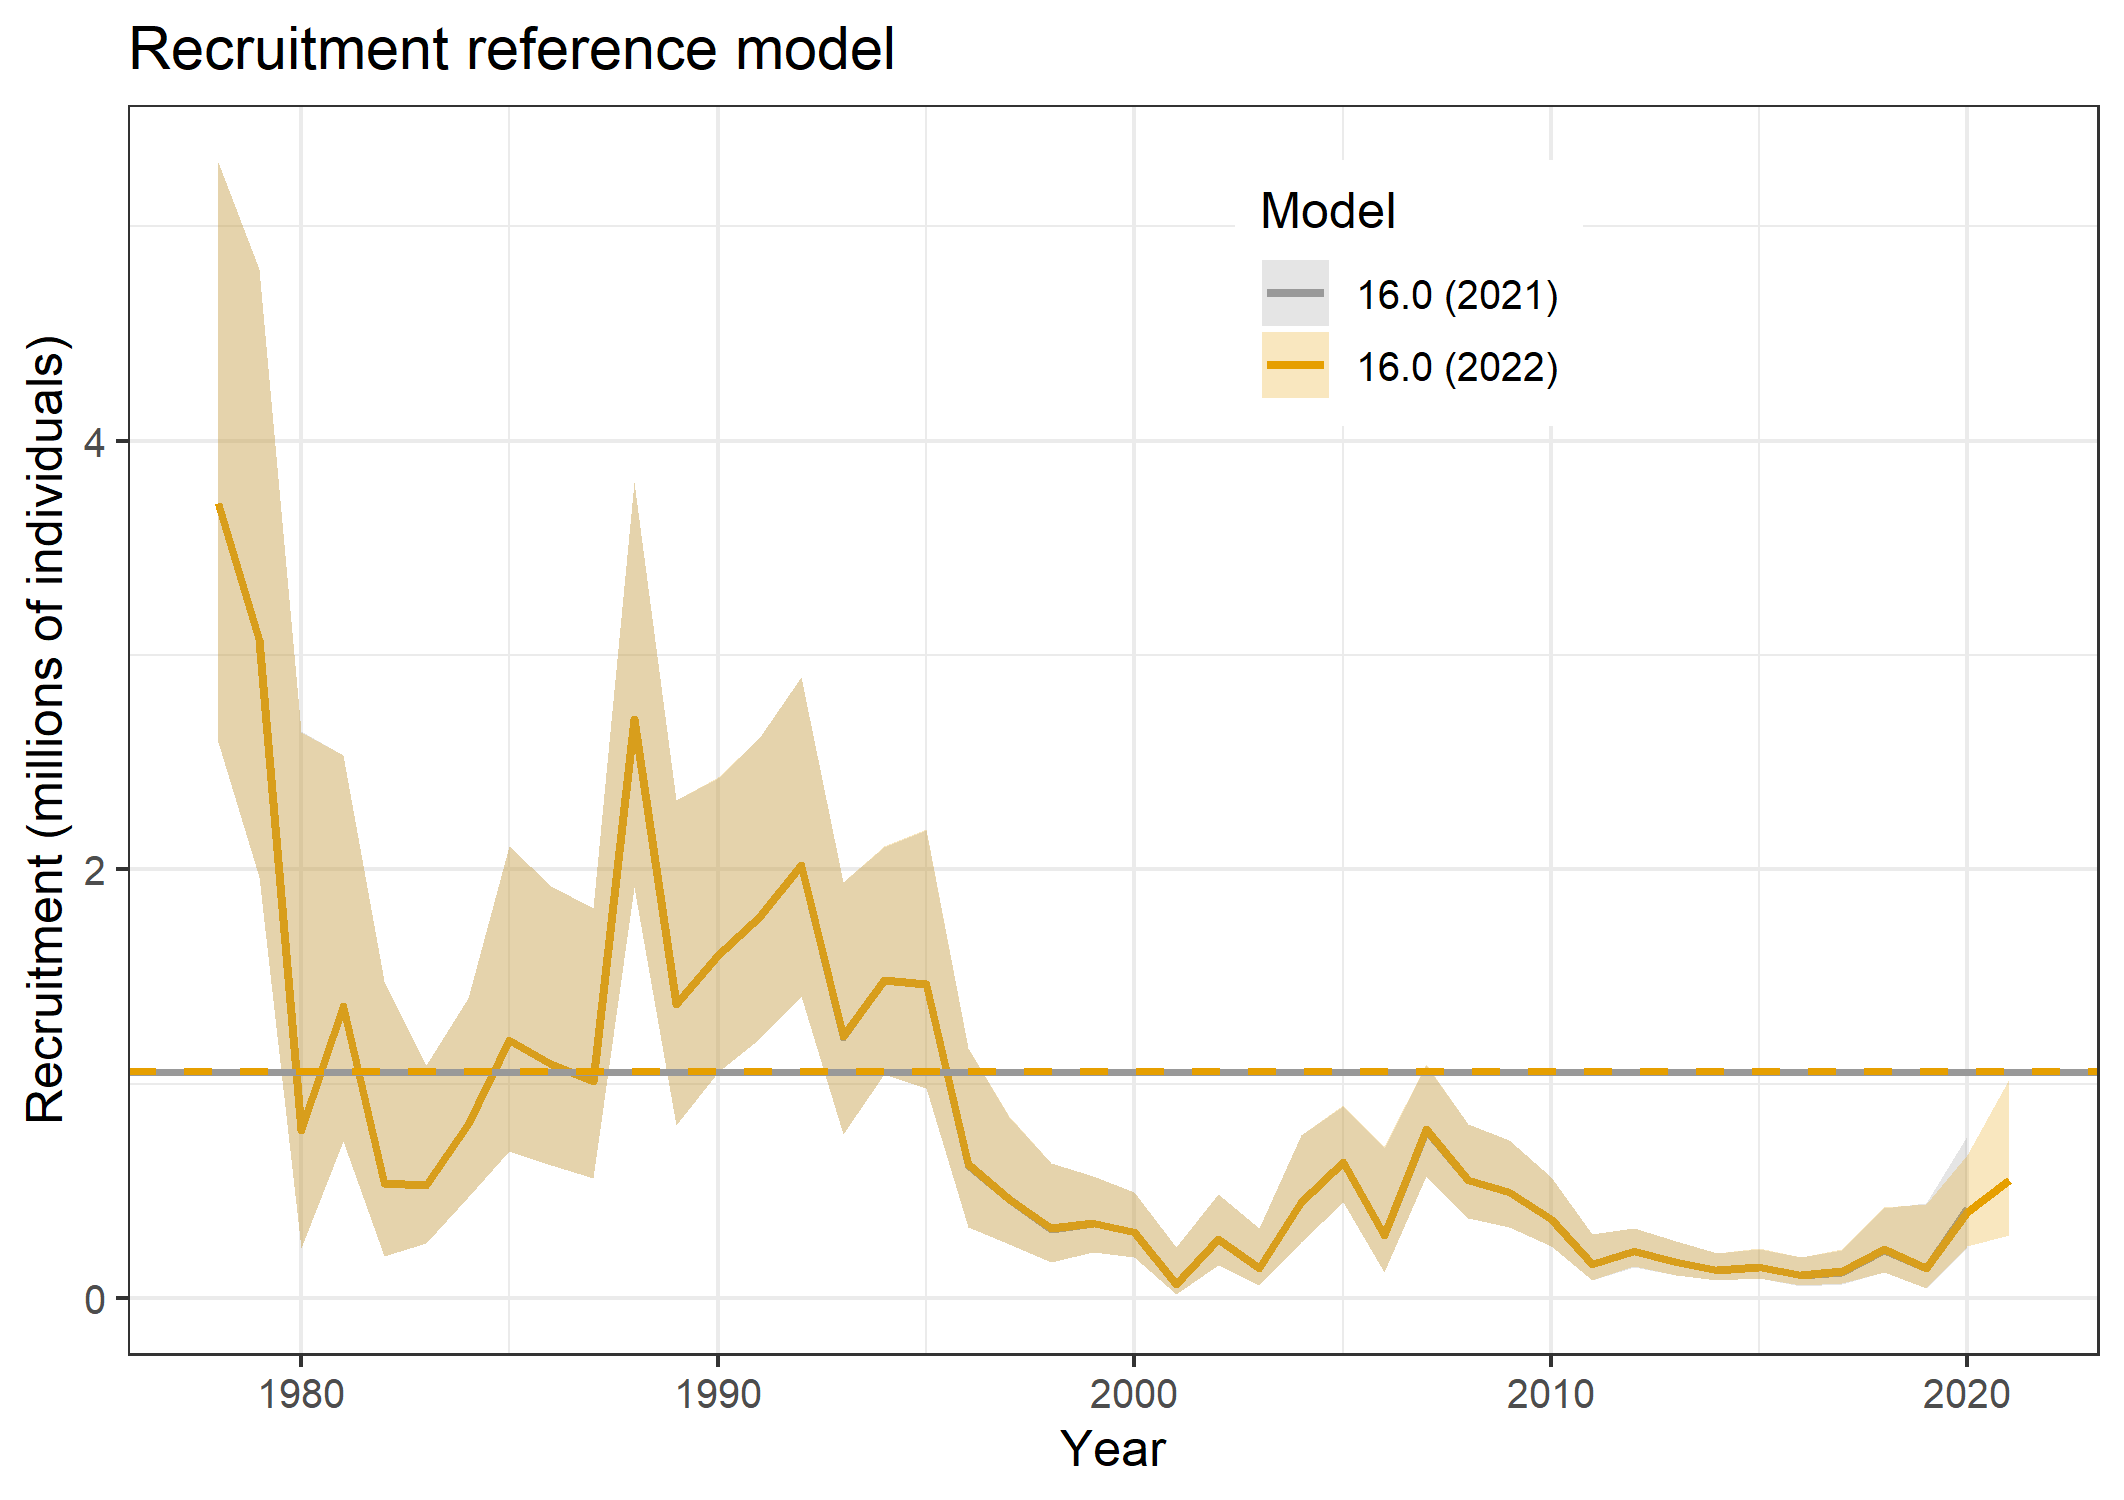 Recruitment reference model
Recruitment (millions of individuals)
Model
16.0 (2021)
16.0 (2022)
4
2
0
1980 1990 2000 2010 2020
Year